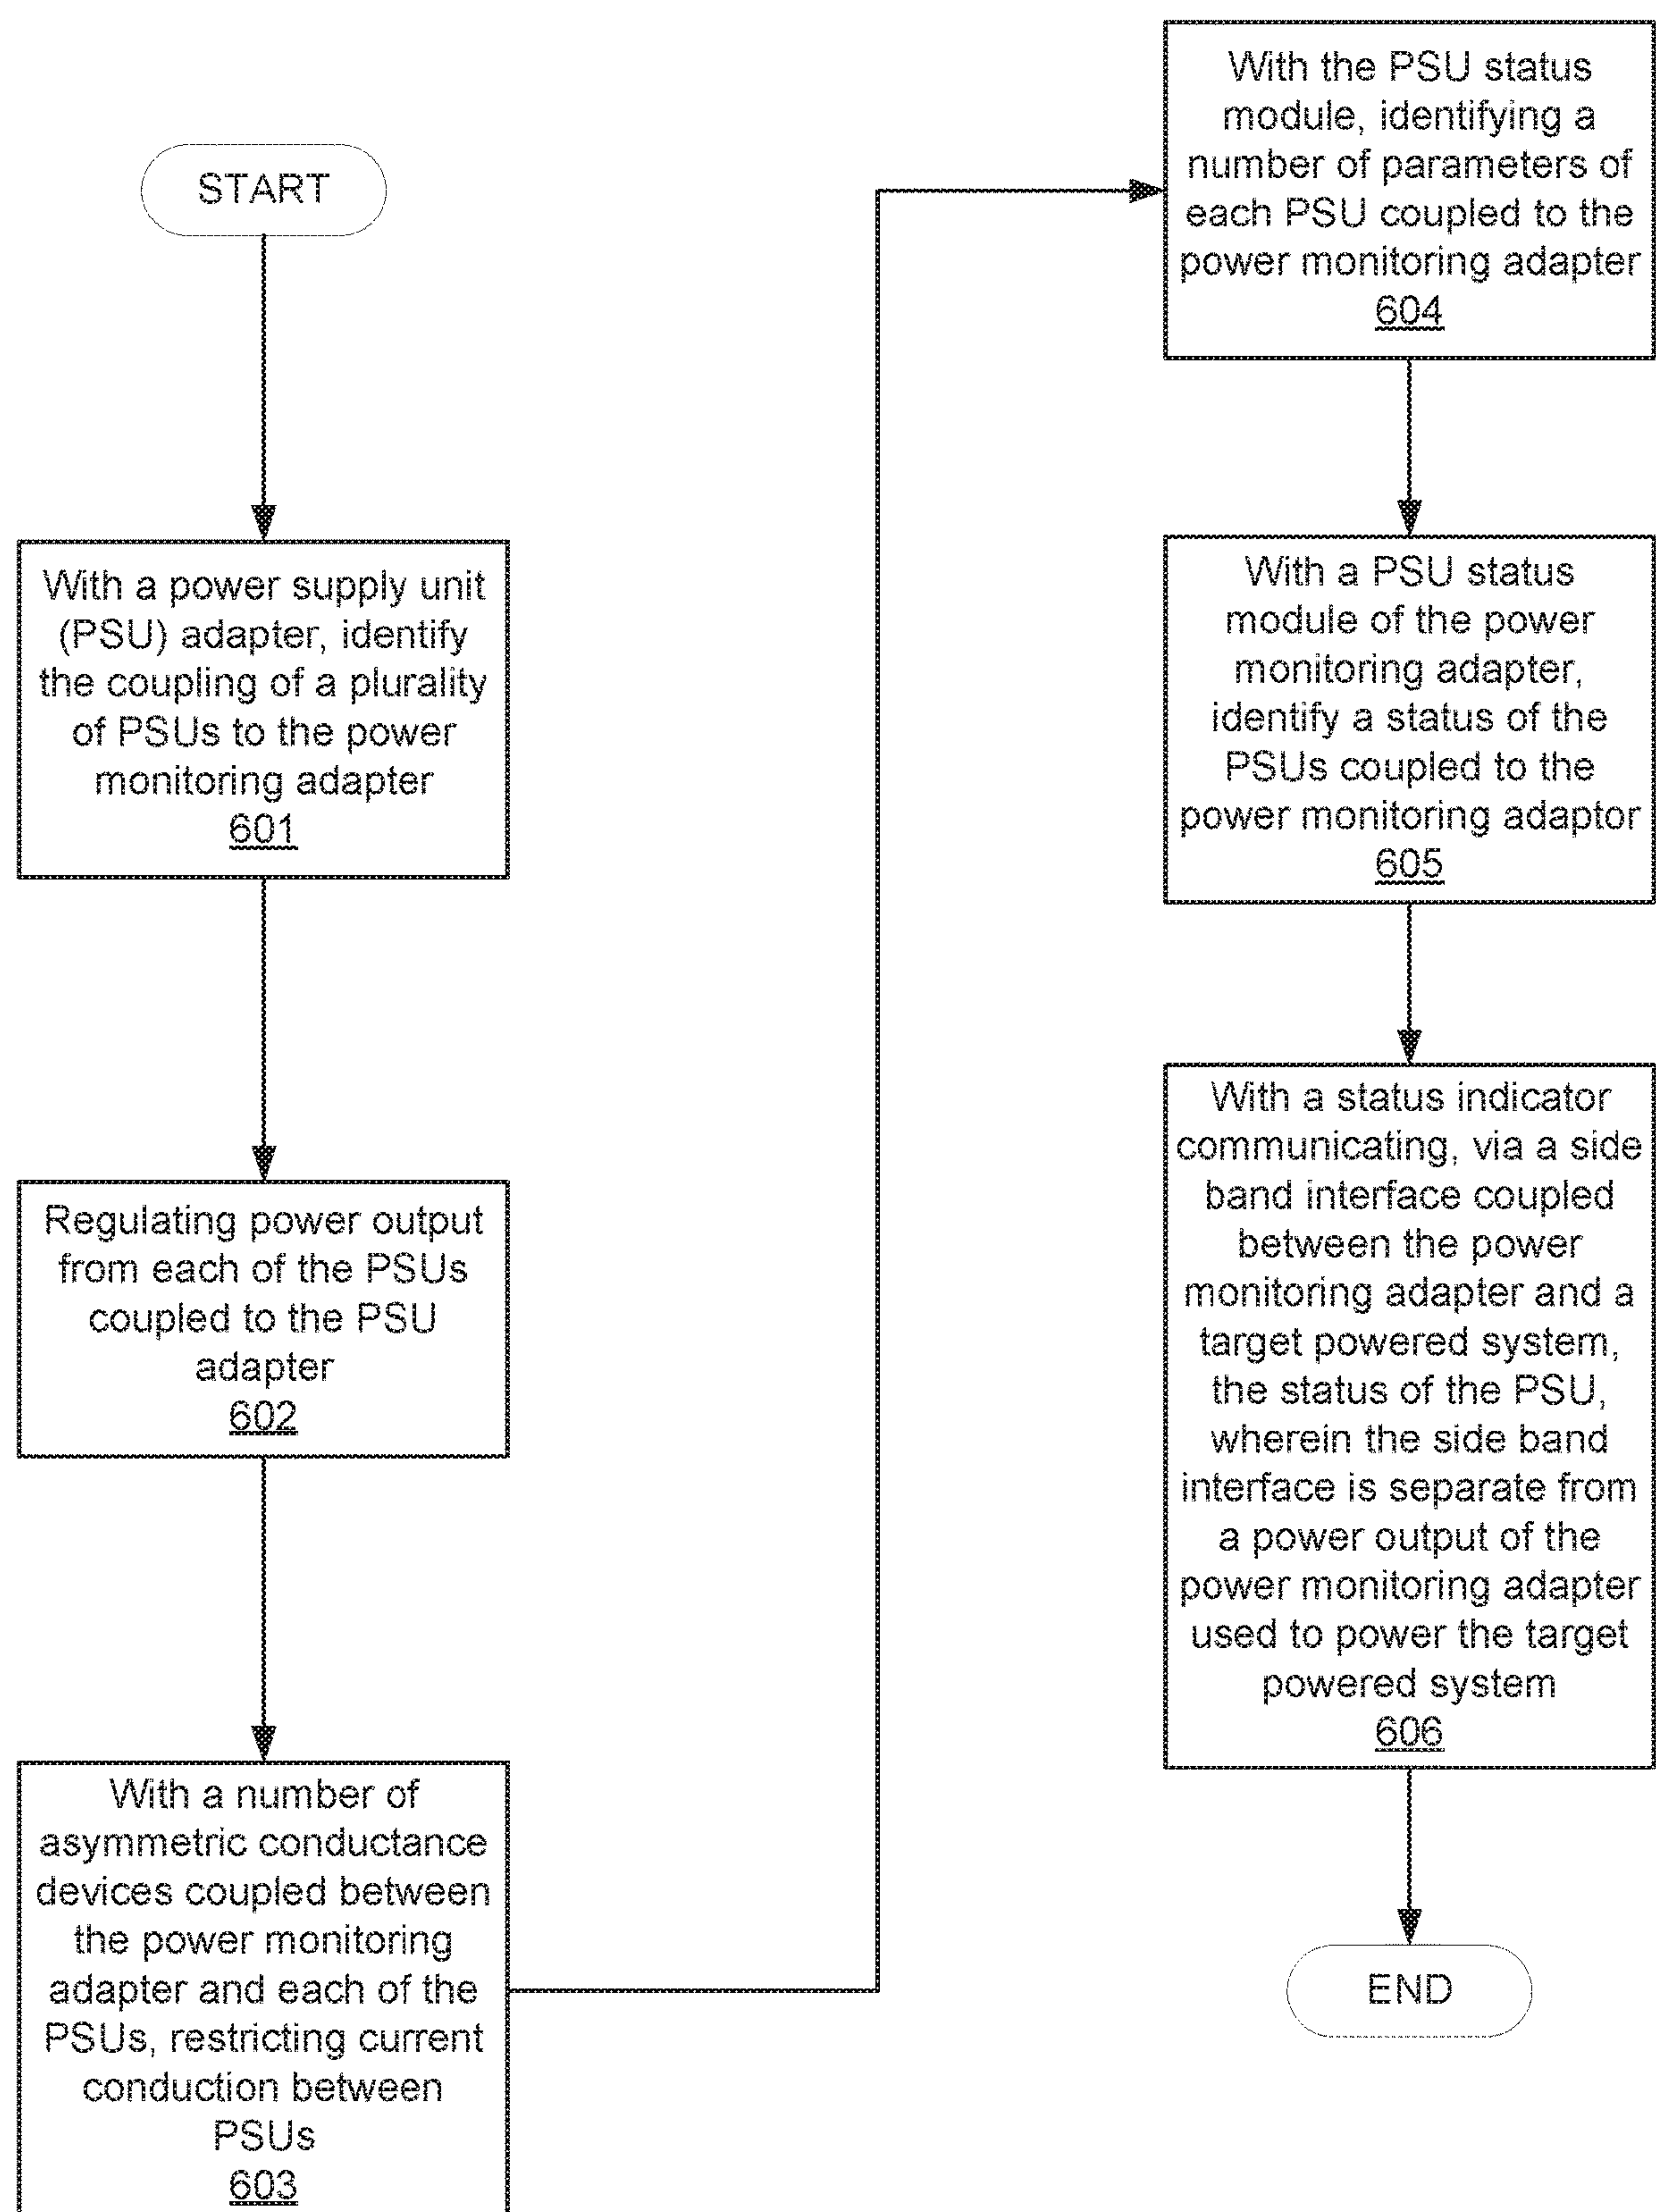 START
With a power supply unit
(PSU) adapter, identify
the coupling of a plurality
of PSUs to the power
monitoring adapter
601
Regulating power output
from each of the PSUs
coupled to the PSU
adapter
602
With a number of
asymmetric conductance
devices coupled between
the power monitoring
adapter and each of the
PSUs, restricting current
conduction between
PSUs
603
With the PSU status
module, identifying a
number of parameters of
each PSU coupled to the
power monitoring adapter
604
With a PSU status
module of the power
monitoring adapter,
identify a status of the
PSUs coupled to the
power monitoring adaptor
605
With a status indicator
communicating, via a side
band interface coupled
between the power
monitoring adapter and a
target powered system,
the status of the PSU,
wherein the side band
interface is separate from
a power output of the
power monitoring adapter
used to power the target
powered system
606
END